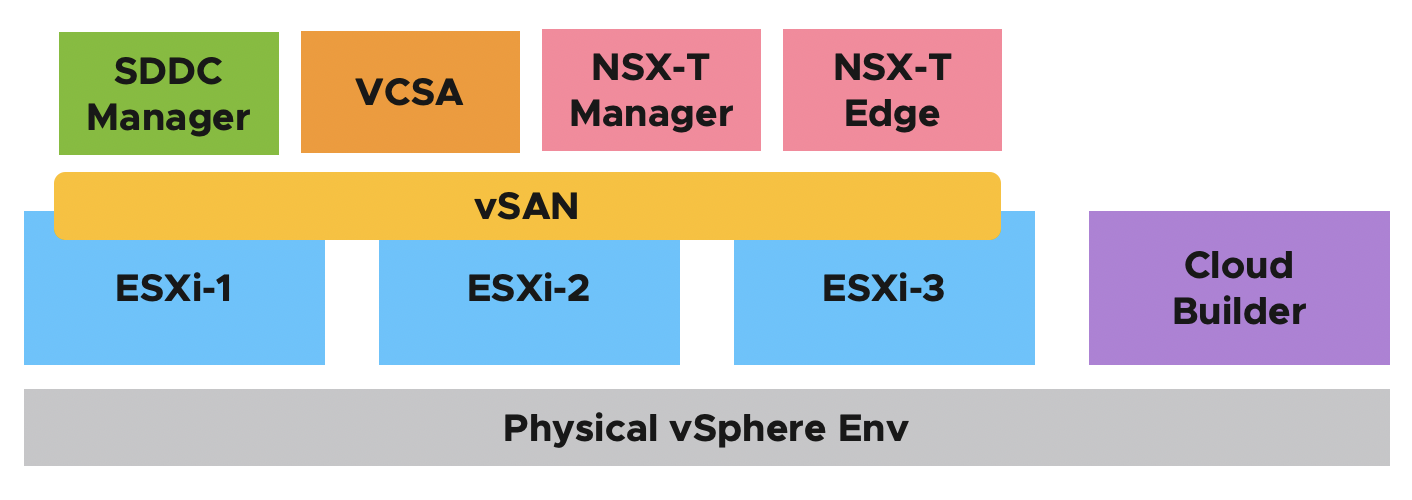 SDDC
Manager
VCSA
NSX-T
Manager
NSX-T
Edge
vSAN
ESXi-1
ESXi-2
ESXi-3
Cloud
Builder
Physical vSphere Env